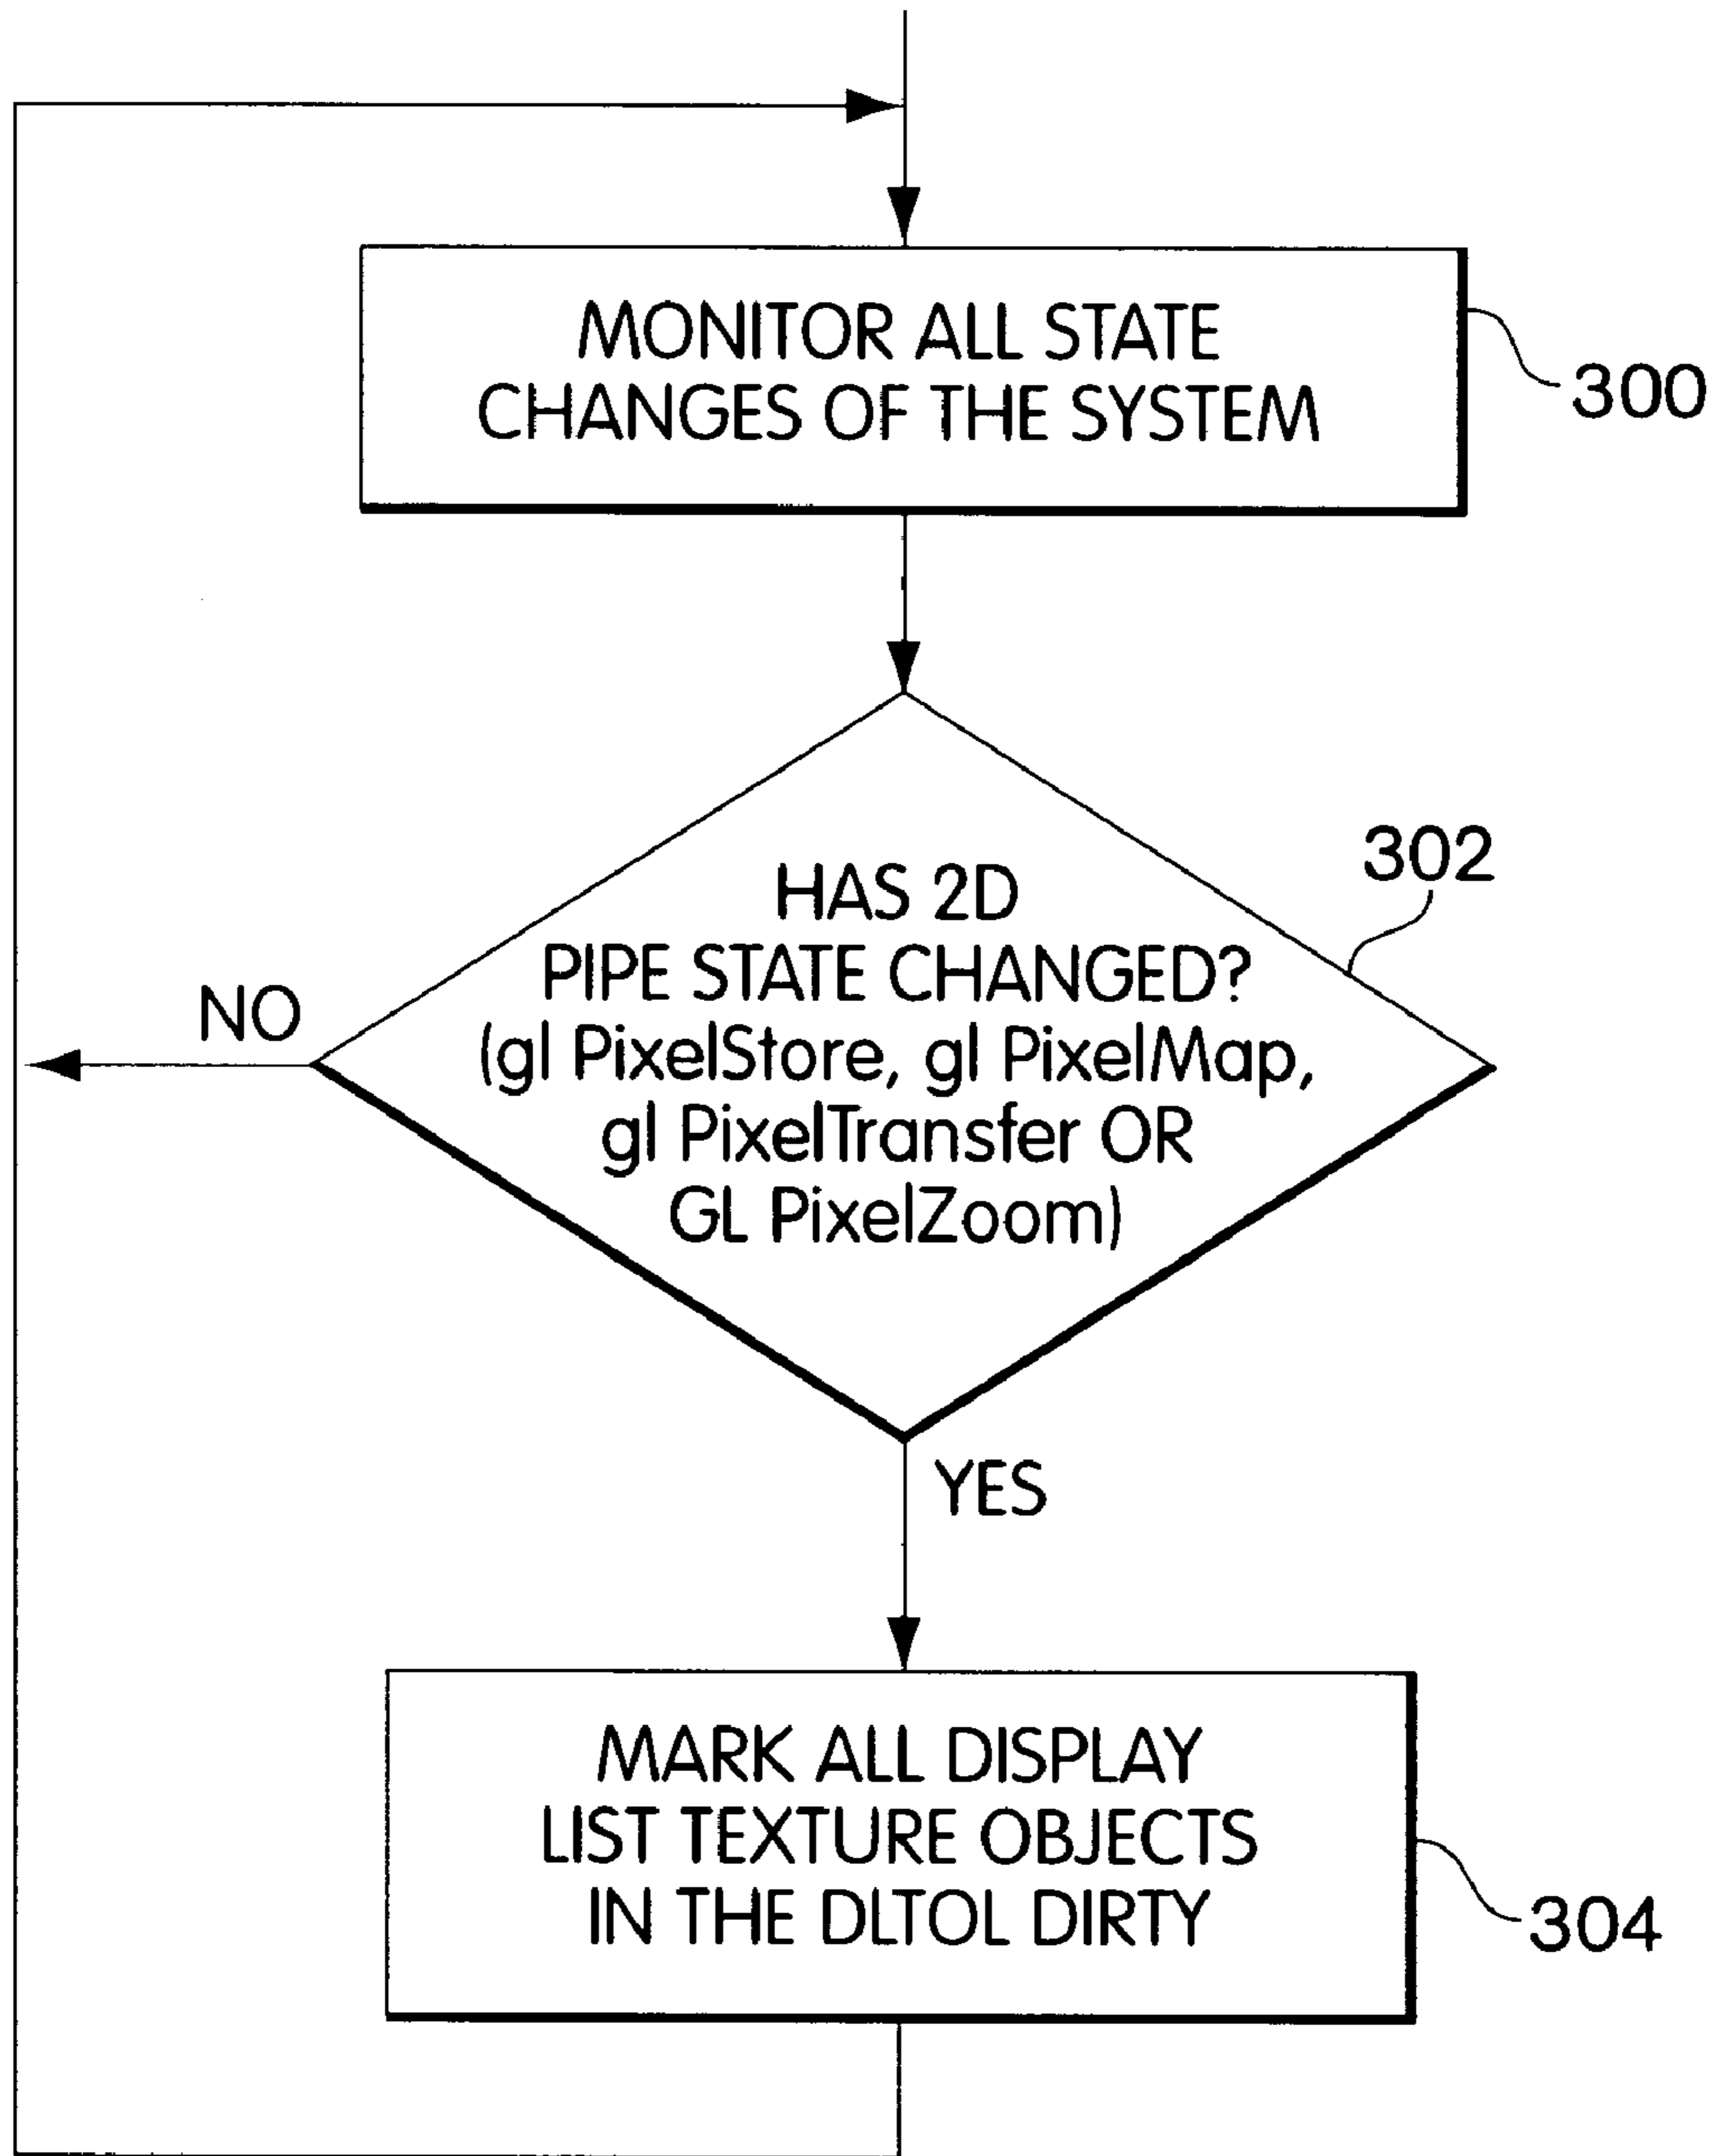 MONITOR ALL STATE
CHANGES OF THE SYSTEM
300
302
HAS 2D
PIPE STATE CHANGED?
(gl PixelStore, gl PixelMap,
gl PixelTransfer OR
GL PixelZoom)
NO
YES
MARK ALL DISPLAY
LIST TEXTURE OBJECTS
IN THE DLTOL DIRTY
304